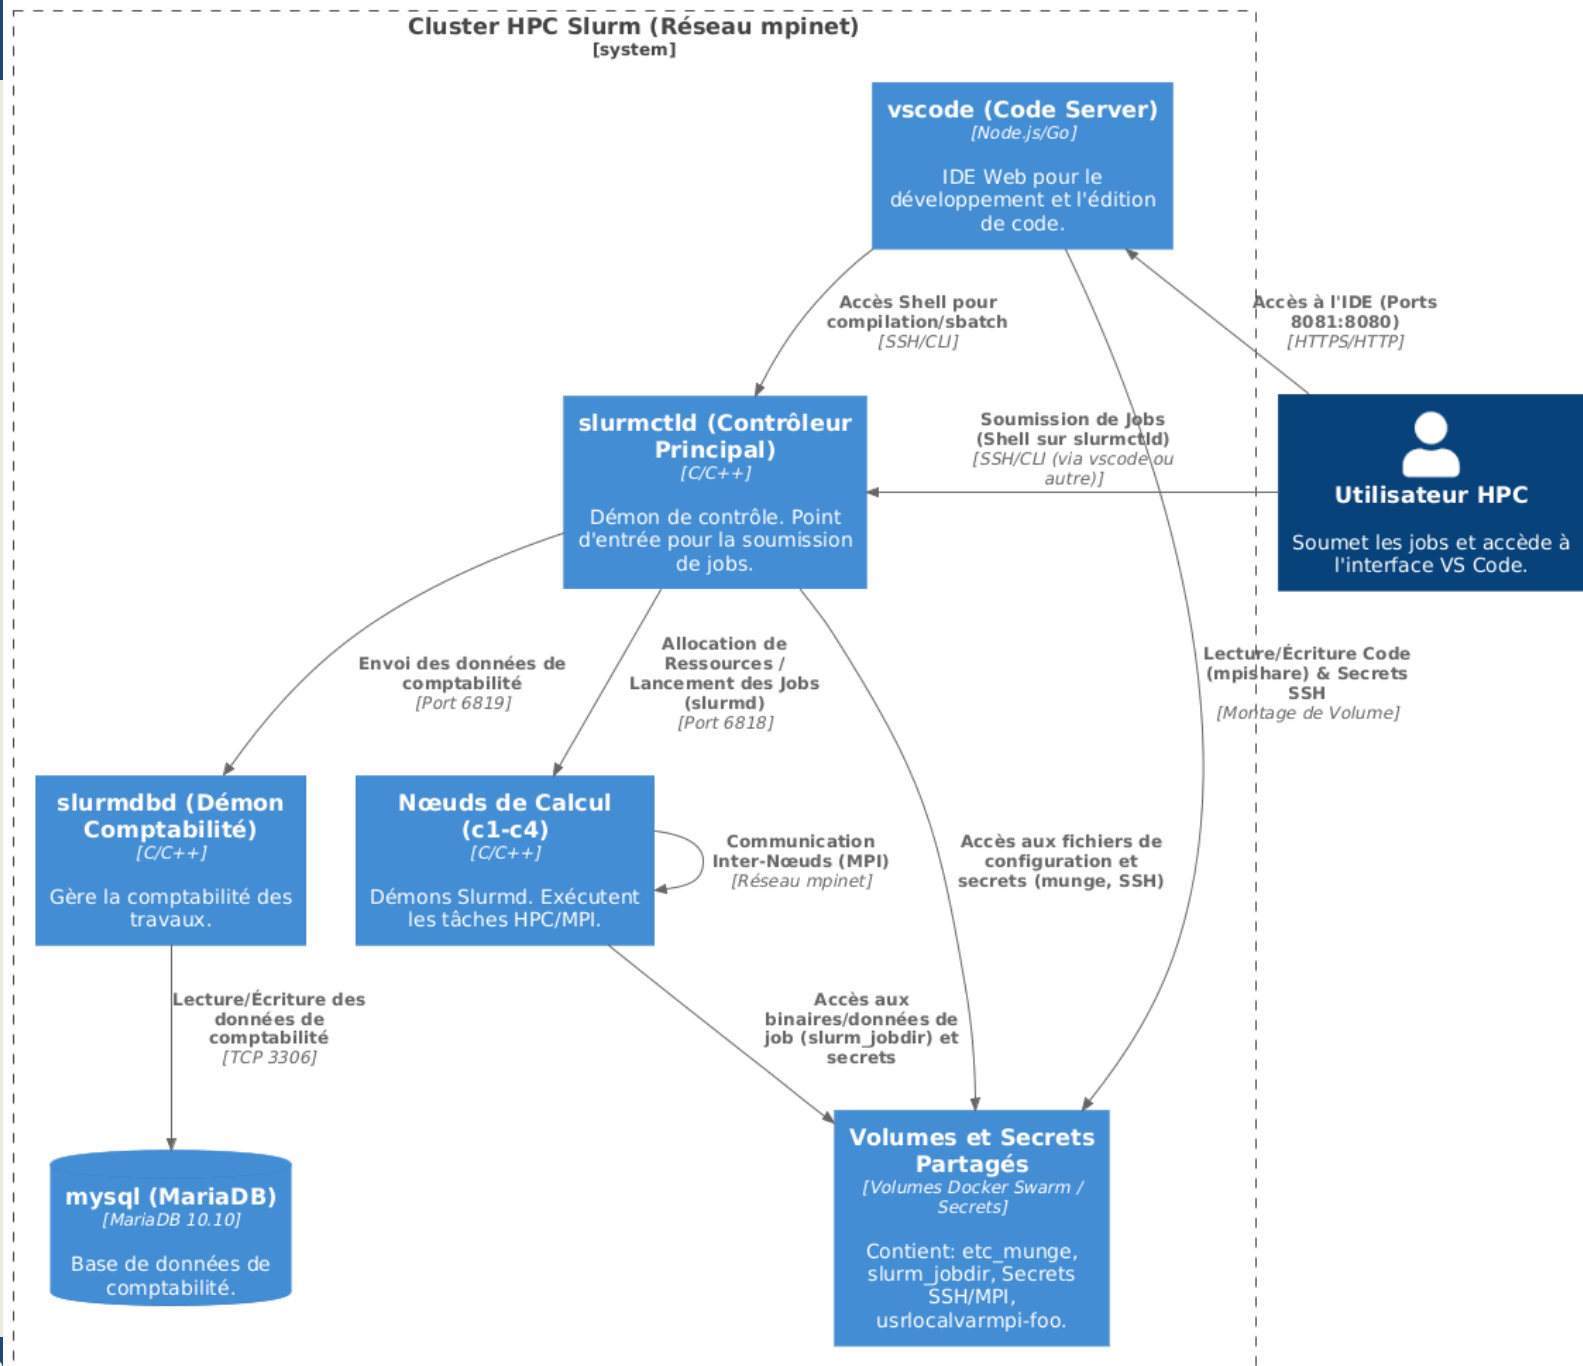 Cluster HPC Slurm (Réseau mpinet)
[system]
vscode (Code Server)
[Node.js/Go]
IDE Web pour le
développement et l'édition
de code.
Accès Shell pour
compilation/sbatch
[SSH/CLI]
Accès à l'IDE (Ports
8081:8080)
[HTTPS/HTTP]
slurmctld (Contrôleur
Principal)
[C/C++]
Démon de contrôle. Point
d'entrée pour la soumission
de jobs.
Soumission de Jobs
(Shell sur slurmctld)
[SSH/CLI (via vscode ou
autre)]
Utilisateur HPC
Soumet les jobs et accède à
l'interface VS Code.
Envoi des données de
comptabilité
[Port 6819]
Allocation de
Ressources /
Lancement des Jobs
(slurmd)
[Port 6818]
Lecture/Écriture Code
(mpishare) & Secrets
SSH
[Montage de Volume]
slurmdbd (Démon
Comptabilité)
[C/C++]
Gère la comptabilité des
travaux.
Nœuds de Calcul
(c1-c4)
[C/C++]
Démons Slurmd. Exécutent
les tâches HPC/MPI.
Communication
Inter-Nœuds (MPI)
[Réseau mpinet]
Accès aux fichiers de
configuration et
secrets (munge, SSH)
Lecture/Écriture des
données de
comptabilité
[TCP 3306]
Accès aux
binaires/données de
job (slurm_jobdir) et
secrets
mysql (MariaDB)
[MariaDB 10.10]
Base de données de
comptabilité.
Volumes et Secrets
Partagés
[Volumes Docker Swarm /
Secrets]
Contient: etc_munge,
slurm_jobdir, Secrets
SSH/MPI,
usrlocalvarmpi-foo.